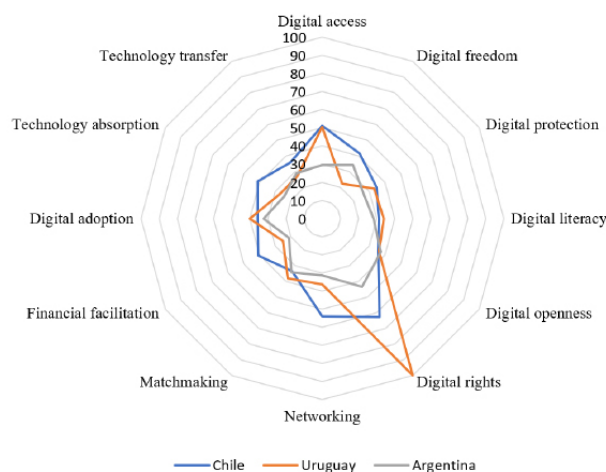 Digital access
Technology transfer
Digital freedom
Technology absorption
Digital protection
Digital adoption
Digital literacy
Financial facilitation
Digital openness
Matchmaking
Digital rights
Networking
100
90
80
70
60
50
40
30
20
10
0
Chile
Uruguay
Argentina